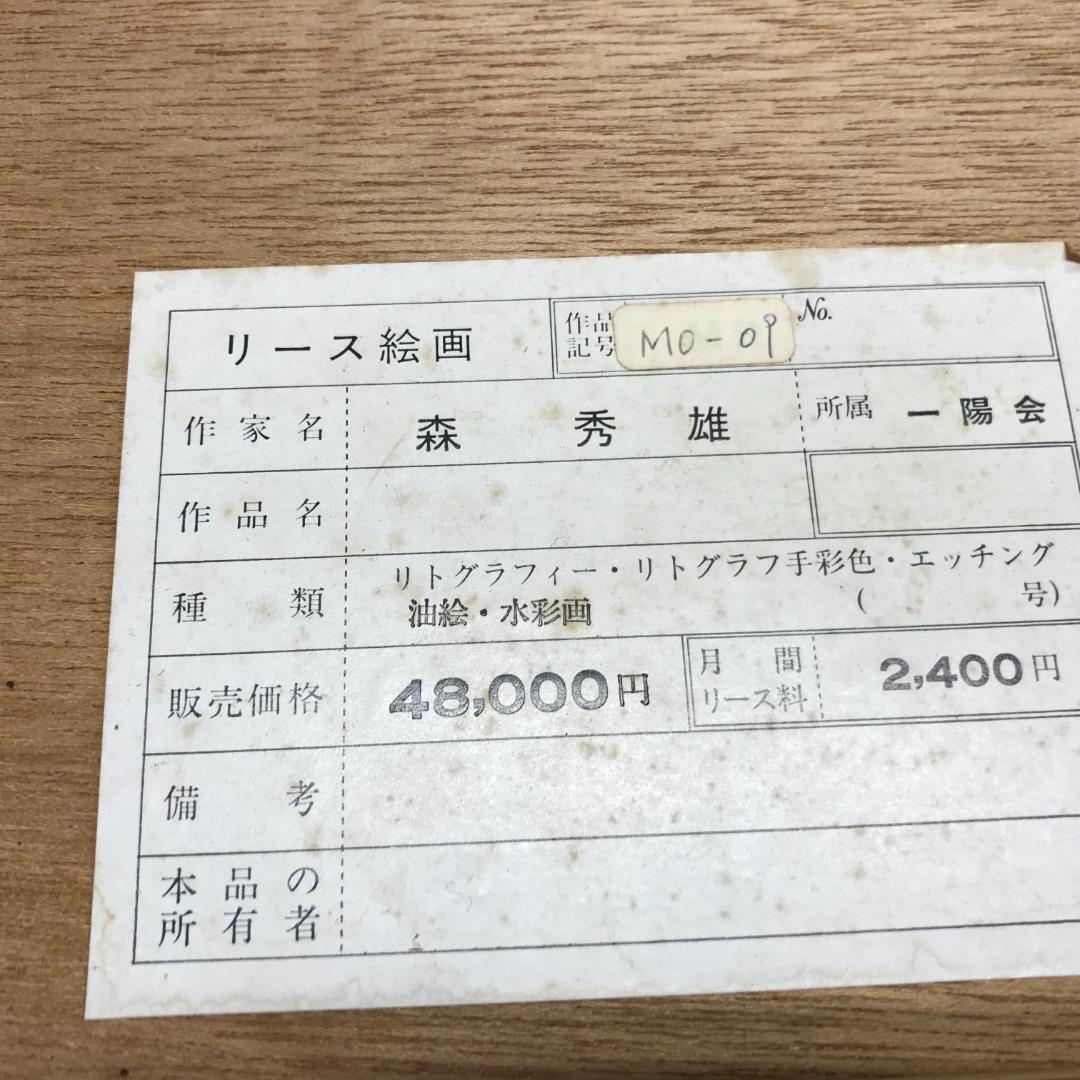 リース絵画
作品記号 MO-09 No.
作家名 森秀雄 所属 一陽会
作品名
種類 リトグラフィー・リトグラフ手彩色・エッチング
油絵・水彩画 ( 号)
販売価格 48,000円 月間リース料 2,400円
備考
本品の
所有者